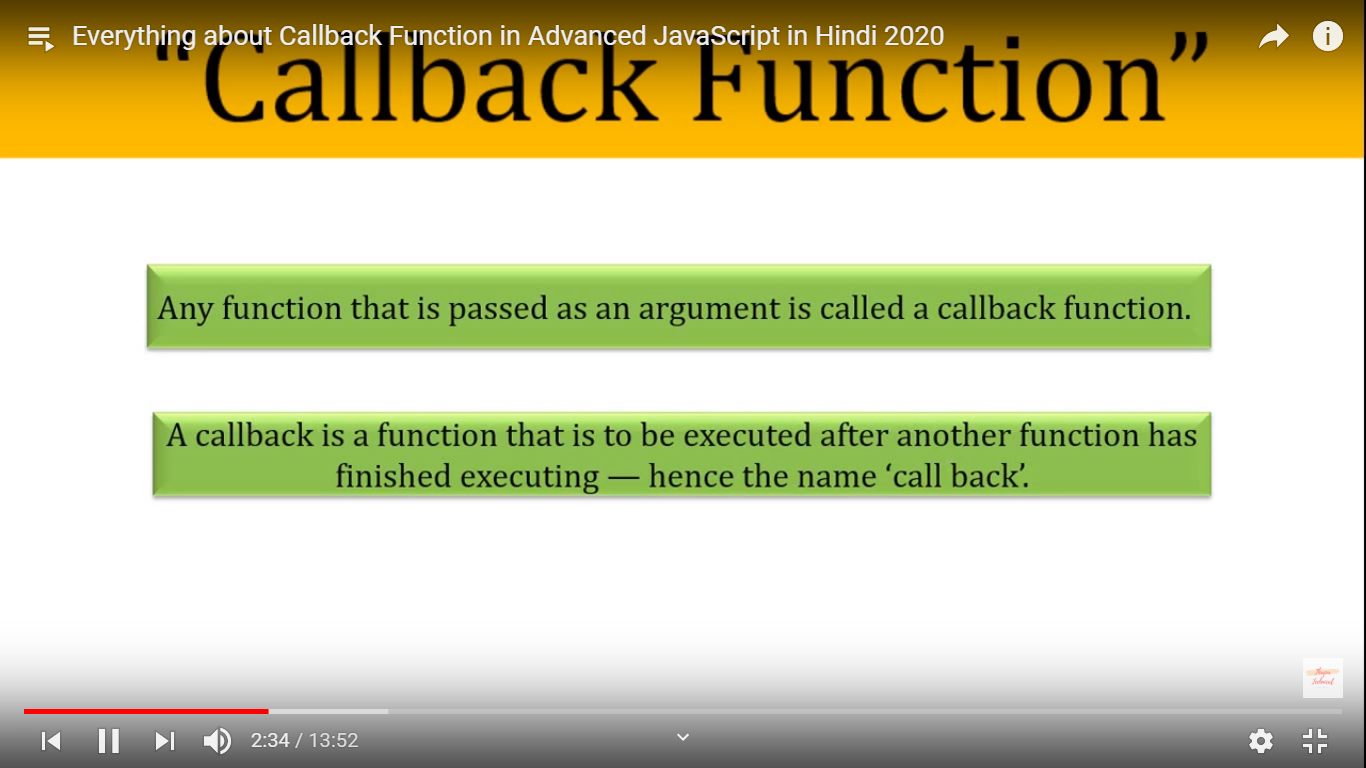 Everything about Callback Function in Advanced JavaScript in Hindi 2020
“Callback Function”
Any function that is passed as an argument is called a callback function.
A callback is a function that is to be executed after another function has
finished executing — hence the name ‘call back’.
2:34 / 13:52